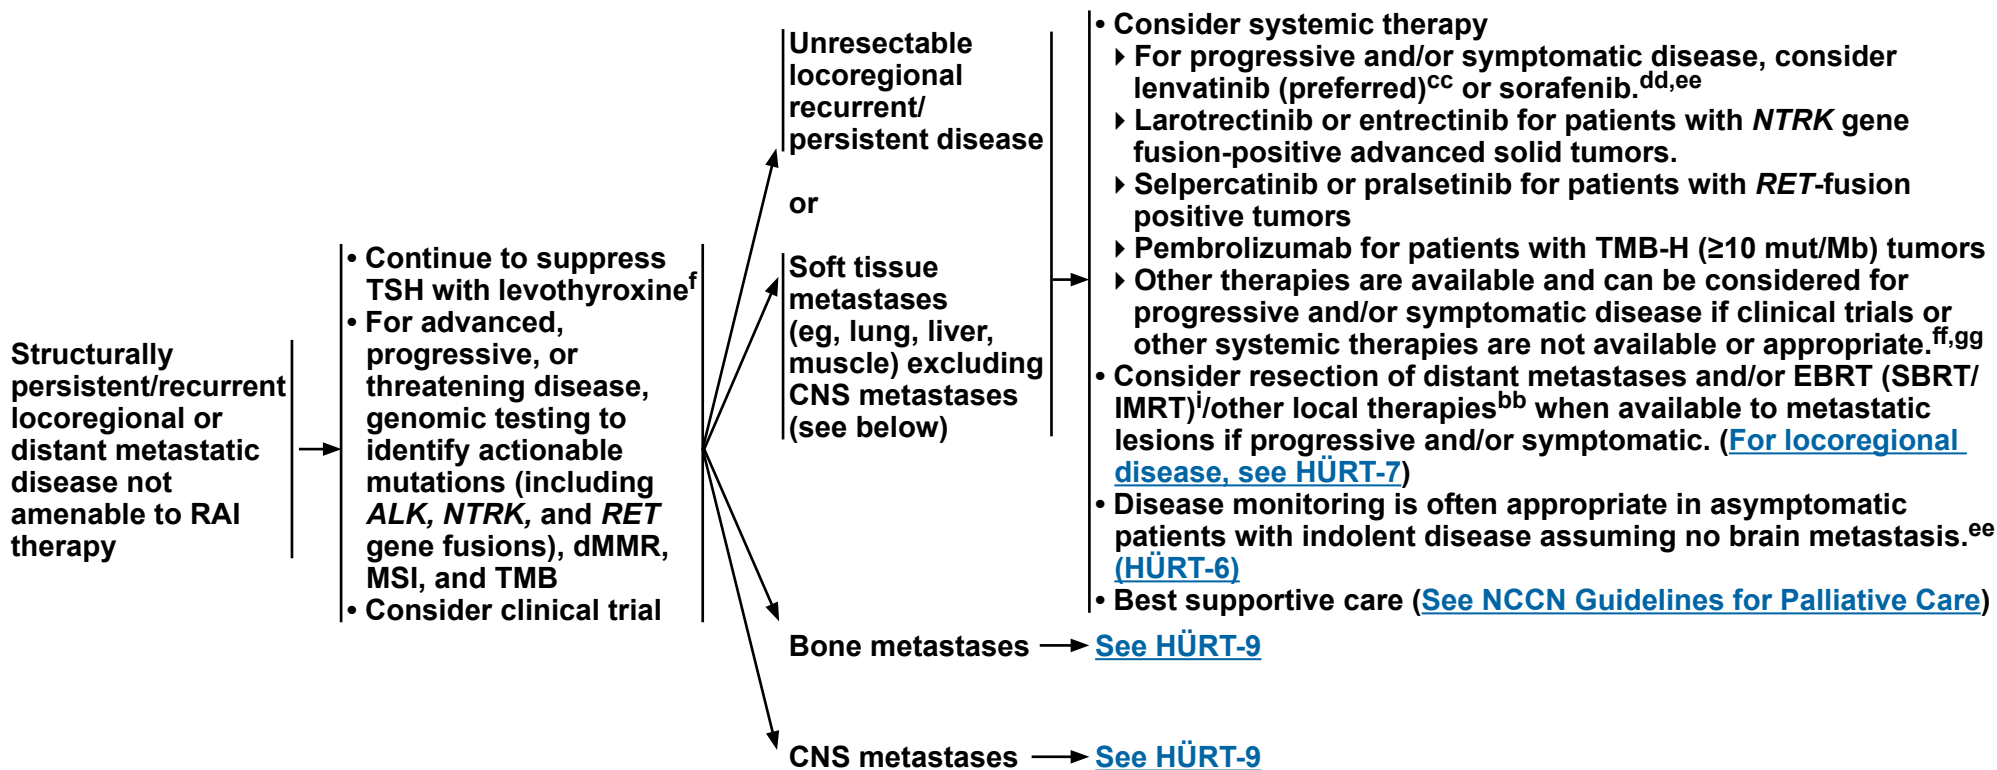 Structurally
persistent/recurrent
locoregional or
distant metastatic
disease not
amenable to RAI
therapy
• Continue to suppress
TSH with levothyroxinef
• For advanced,
progressive, or
threatening disease,
genomic testing to
identify actionable
mutations (including
ALK, NTRK, and RET
gene fusions), dMMR,
MSI, and TMB
• Consider clinical trial
Unresectable
locoregional
recurrent/
persistent disease
or
Soft tissue
metastases
(eg, lung, liver,
muscle) excluding
CNS metastases
(see below)
• Consider systemic therapy
For progressive and/or symptomatic disease, consider
lenvatinib (preferred)cc or sorafenib.dd,ee
Larotrectinib or entrectinib for patients with NTRK gene
fusion-positive advanced solid tumors.
Selpercatinib or pralsetinib for patients with RET-fusion
positive tumors
Pembrolizumab for patients with TMB-H (≥10 mut/Mb) tumors
Other therapies are available and can be considered for
progressive and/or symptomatic disease if clinical trials or
other systemic therapies are not available or appropriate.ff,gg
• Consider resection of distant metastases and/or EBRT (SBRT/
IMRT)i/other local therapiesbb when available to metastatic
lesions if progressive and/or symptomatic. (For locoregional
disease, see HÜRT-7)
• Disease monitoring is often appropriate in asymptomatic
patients with indolent disease assuming no brain metastasis.ee
(HÜRT-6)
• Best supportive care (See NCCN Guidelines for Palliative Care)
Bone metastases
See HÜRT-9
CNS metastases
See HÜRT-9